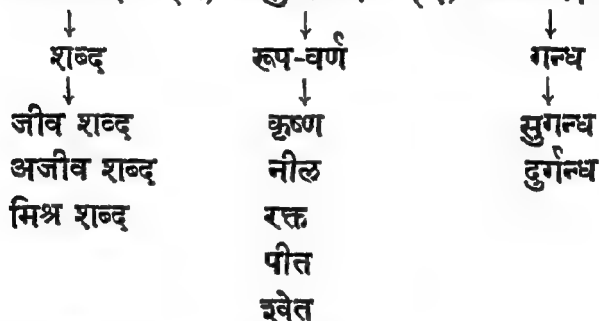 शब्द रूप-वर्ण गन्ध
जीव शब्द कृष्ण सुगन्ध
अजीव शब्द नील दुर्गन्ध
मिश्र शब्द रक्त
पीत
श्वेत